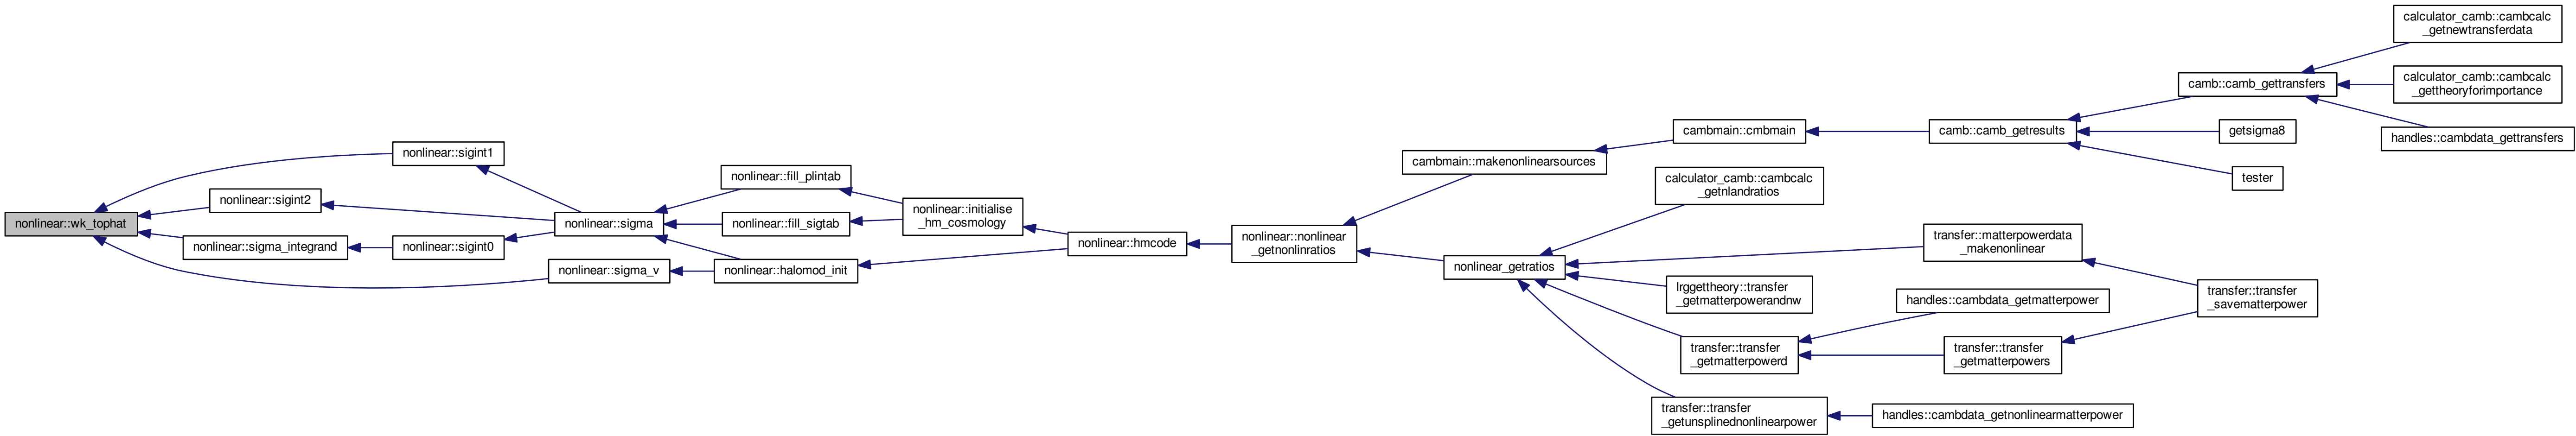 nonlinear::wk_tophat
nonlinear::sigint1
nonlinear::sigint2
nonlinear::sigma_integrand
nonlinear::sigint0
nonlinear::sigma
nonlinear::sigma_v
nonlinear::fill_plintab
nonlinear::fill_sigtab
nonlinear::halomod_init
nonlinear::initialise
_hm_cosmology
nonlinear::hmcode
nonlinear::nonlinear
_getnonlinratios
cambmain::makenonlinearsources
nonlinear_getratios
cambmain::cmbmain
calculator_camb::cambcalc
_getnlandratios
transfer::matterpowerdata
_makenonlinear
lrggettheory::transfer
_getmatterpowerandnw
transfer::transfer
_getmatterpowerd
transfer::transfer
_getunsplinednonlinearpower
camb::camb_getresults
handles::cambdata_getmatterpower
transfer::transfer
_getmatterpowers
handles::cambdata_getnonlinearmatterpower
camb::camb_gettransfers
getsigma8
tester
transfer::transfer
_savematterpower
calculator_camb::cambcalc
_getnewtransferdata
calculator_camb::cambcalc
_gettheoryforimportance
handles::cambdata_gettransfers